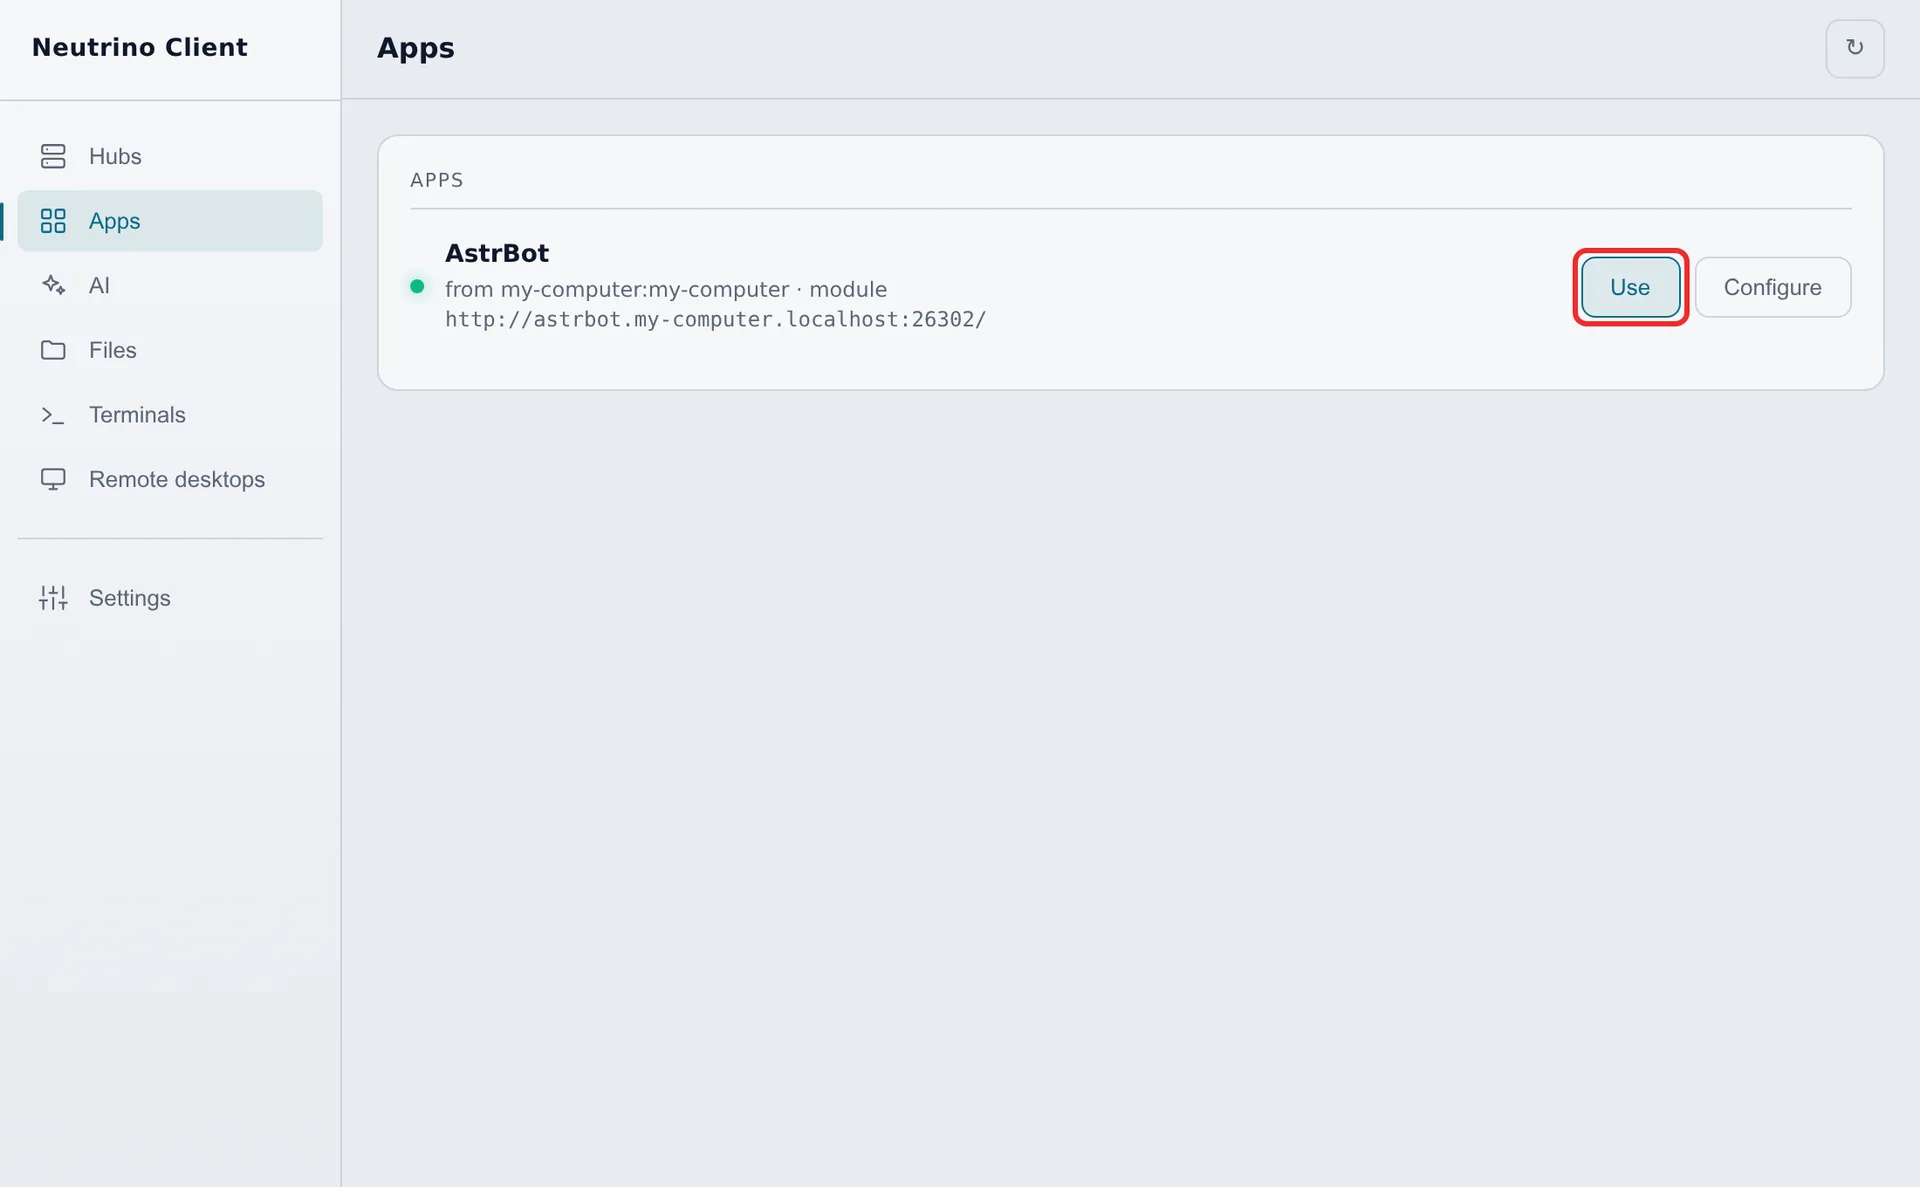 Neutrino Client
Hubs
Apps
AI
Files
Terminals
Remote desktops
Settings
Apps
↻
APPS
AstrBot
from my-computer:my-computer · module
http://astrbot.my-computer.localhost:26302/
Use
Configure